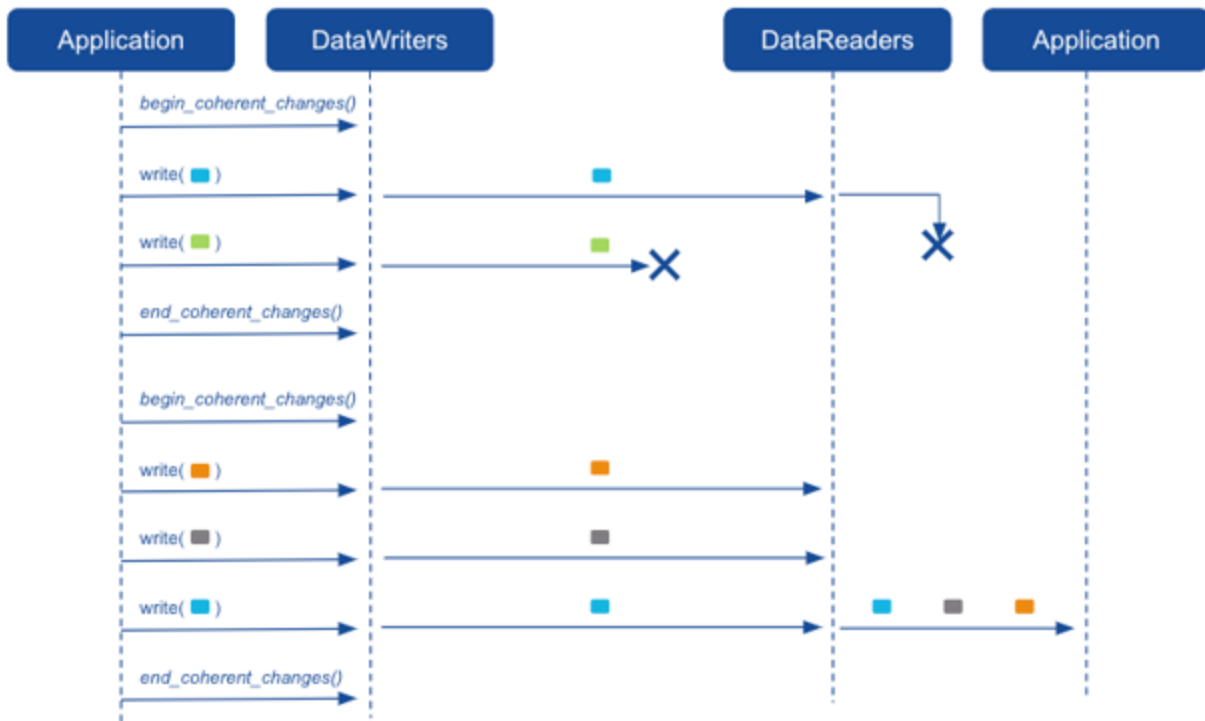 Application
DataWriters
DataReaders
Application
begin_coherent_changes()
write( )
write( )
end_coherent_changes()
begin_coherent_changes()
write( )
write( )
write( )
end_coherent_changes()